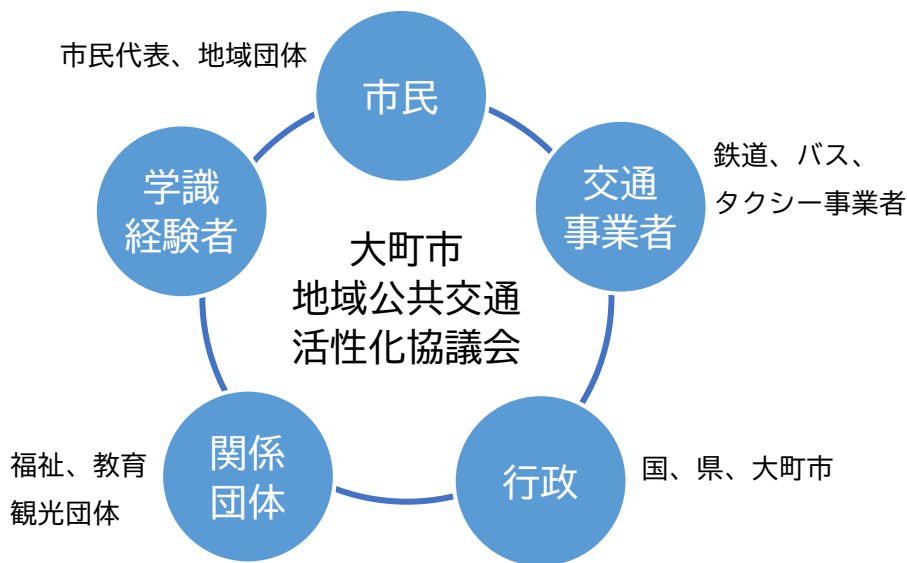 市民代表、地域団体
市民
学識
経験者
交通
事業者
鉄道、バス、
タクシー事業者
大町市
地域公共交通
活性化協議会
関係
団体
福祉、教育
観光団体
行政
国、県、大町市